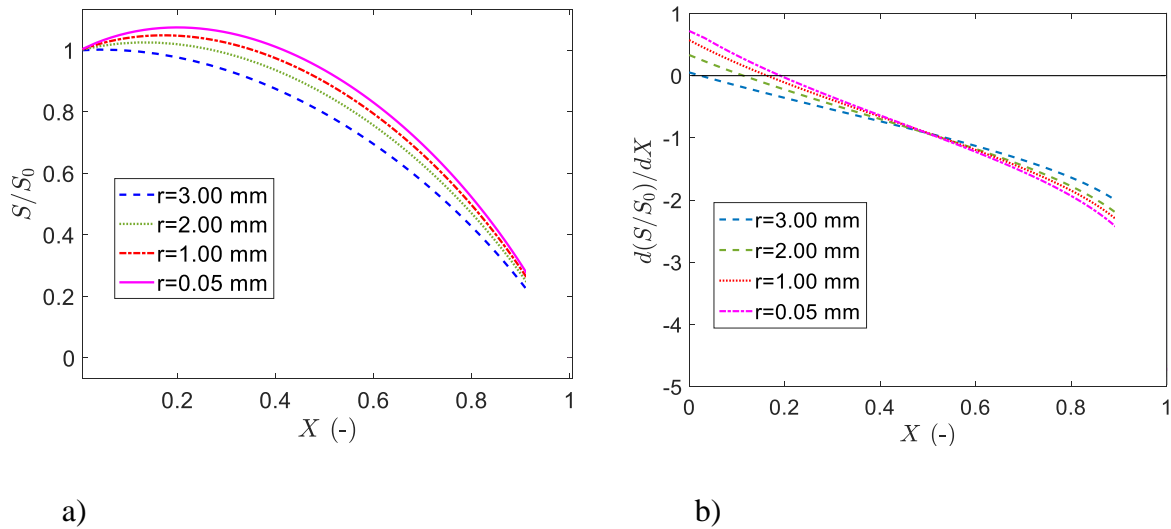 S/S0
1
0.8
0.6
0.4
0.2
0
r=3.00 mm
r=2.00 mm
r=1.00 mm
r=0.05 mm
0.2 0.4 0.6 0.8 1
X (-)
a)
d(S/S0)/dX
1
0
-1
-2
-3
-4
-5
r=3.00 mm
r=2.00 mm
r=1.00 mm
r=0.05 mm
0 0.2 0.4 0.6 0.8 1
X (-)
b)